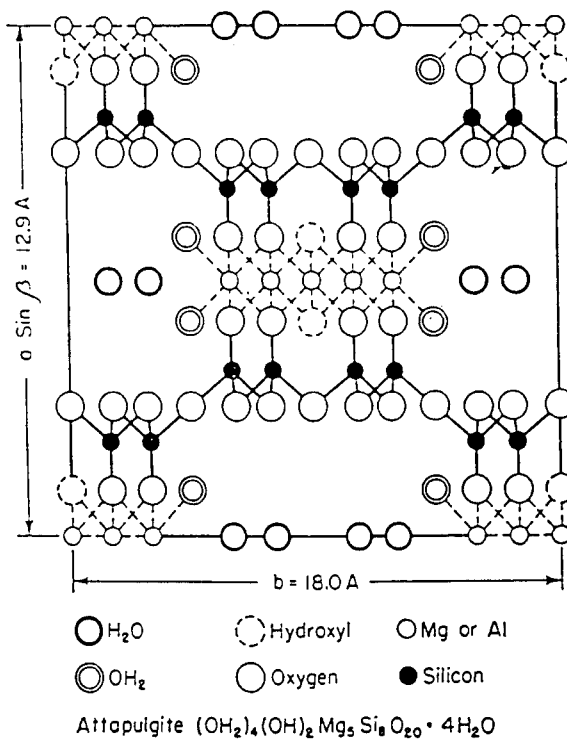 a Sin β = 12.9 A
b = 18.0 A
H₂O Hydroxyl Mg or Al
OH₂ Oxygen Silicon
Attapulgite (OH₂)₄(OH)₂ Mg₅ Si₈ O₂₀ • 4H₂O